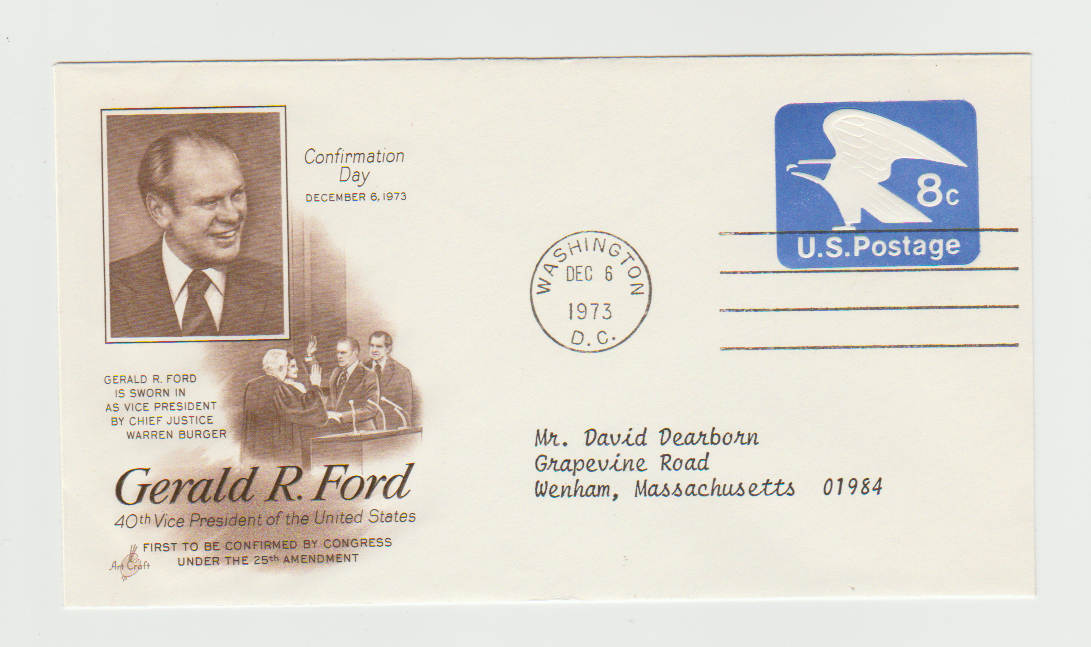 Confirmation
Day
DECEMBER 6, 1973
GERALD R. FORD
IS SWORN IN
AS VICE PRESIDENT
BY CHIEF JUSTICE
WARREN BURGER
Gerald R. Ford
40th Vice President of the United States
FIRST TO BE CONFIRMED BY CONGRESS
UNDER THE 25th AMENDMENT
Art Craft
WASHINGTON
DEC 6
1973
D.C.
8c
U.S. Postage
Mr. David Dearborn
Grapevine Road
Wenham, Massachusetts 01984